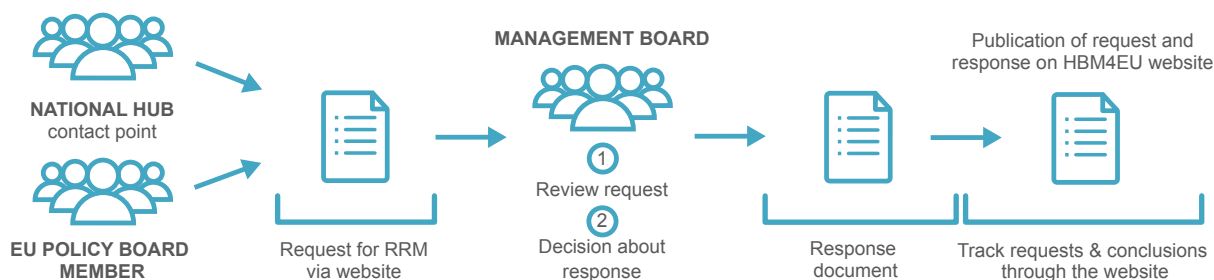 NATIONAL HUB
contact point
EU POLICY BOARD
MEMBER
Request for RRM
via website
MANAGEMENT BOARD
1
Review request
2
Decision about
response
Response
document
Publication of request and
response on HBM4EU website
Track requests & conclusions
through the website